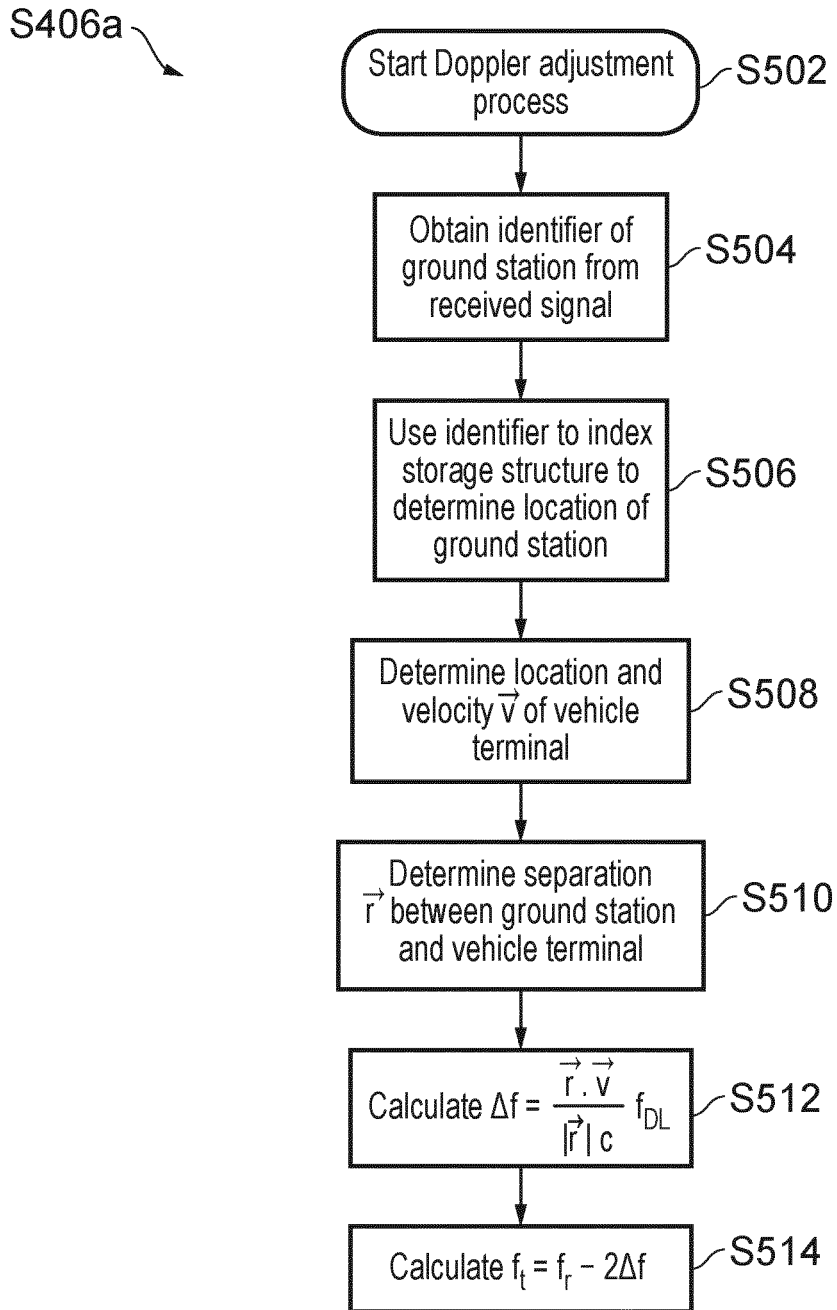 S406a
Start Doppler adjustment
process
S502
Obtain identifier of
ground station from
received signal
S504
Use identifier to index
storage structure to
determine location of
ground station
S506
Determine location and
velocity v⃗ of vehicle
terminal
S508
Determine separation
r⃗ between ground station
and vehicle terminal
S510
Calculate Δf = (r⃗ . v⃗) / (|r⃗| c) f_DL
S512
Calculate f_t = f_r – 2Δf
S514